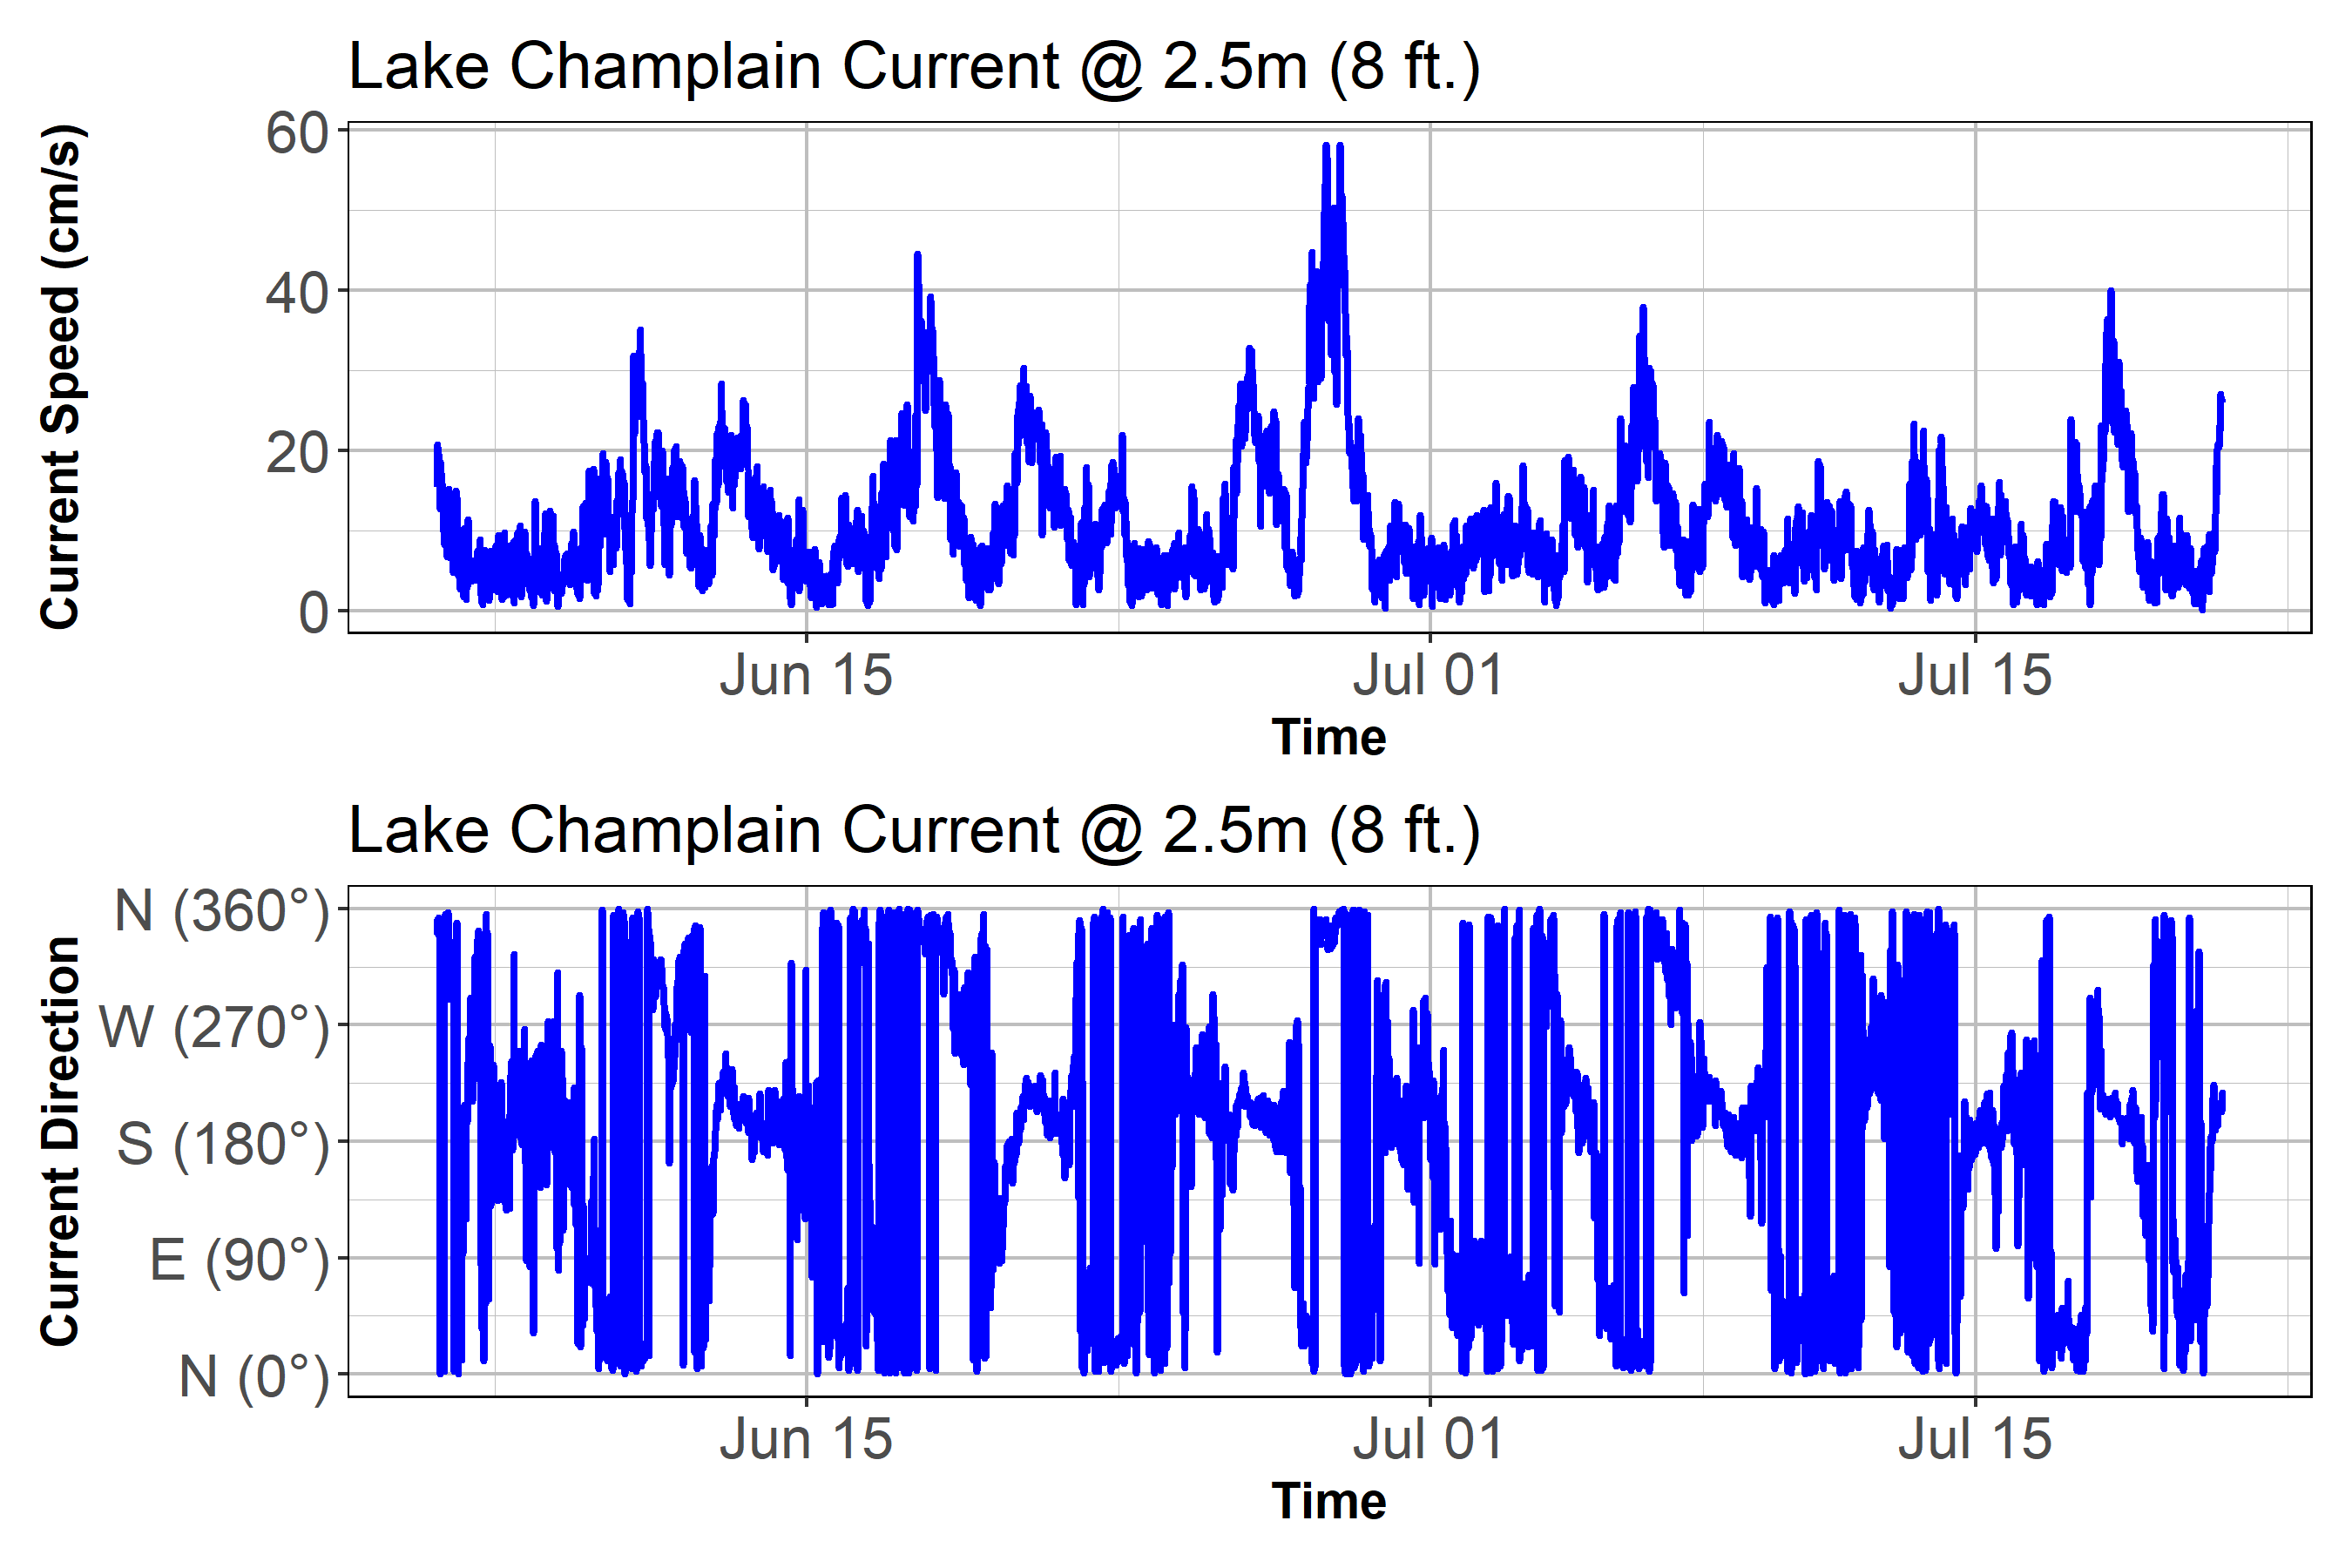 Lake Champlain Current @ 2.5m (8 ft.)
Current Speed (cm/s)
60
40
20
0
Jun 15 Jul 01 Jul 15
Time
Lake Champlain Current @ 2.5m (8 ft.)
Current Direction
N (360°)
W (270°)
S (180°)
E (90°)
N (0°)
Jun 15 Jul 01 Jul 15
Time